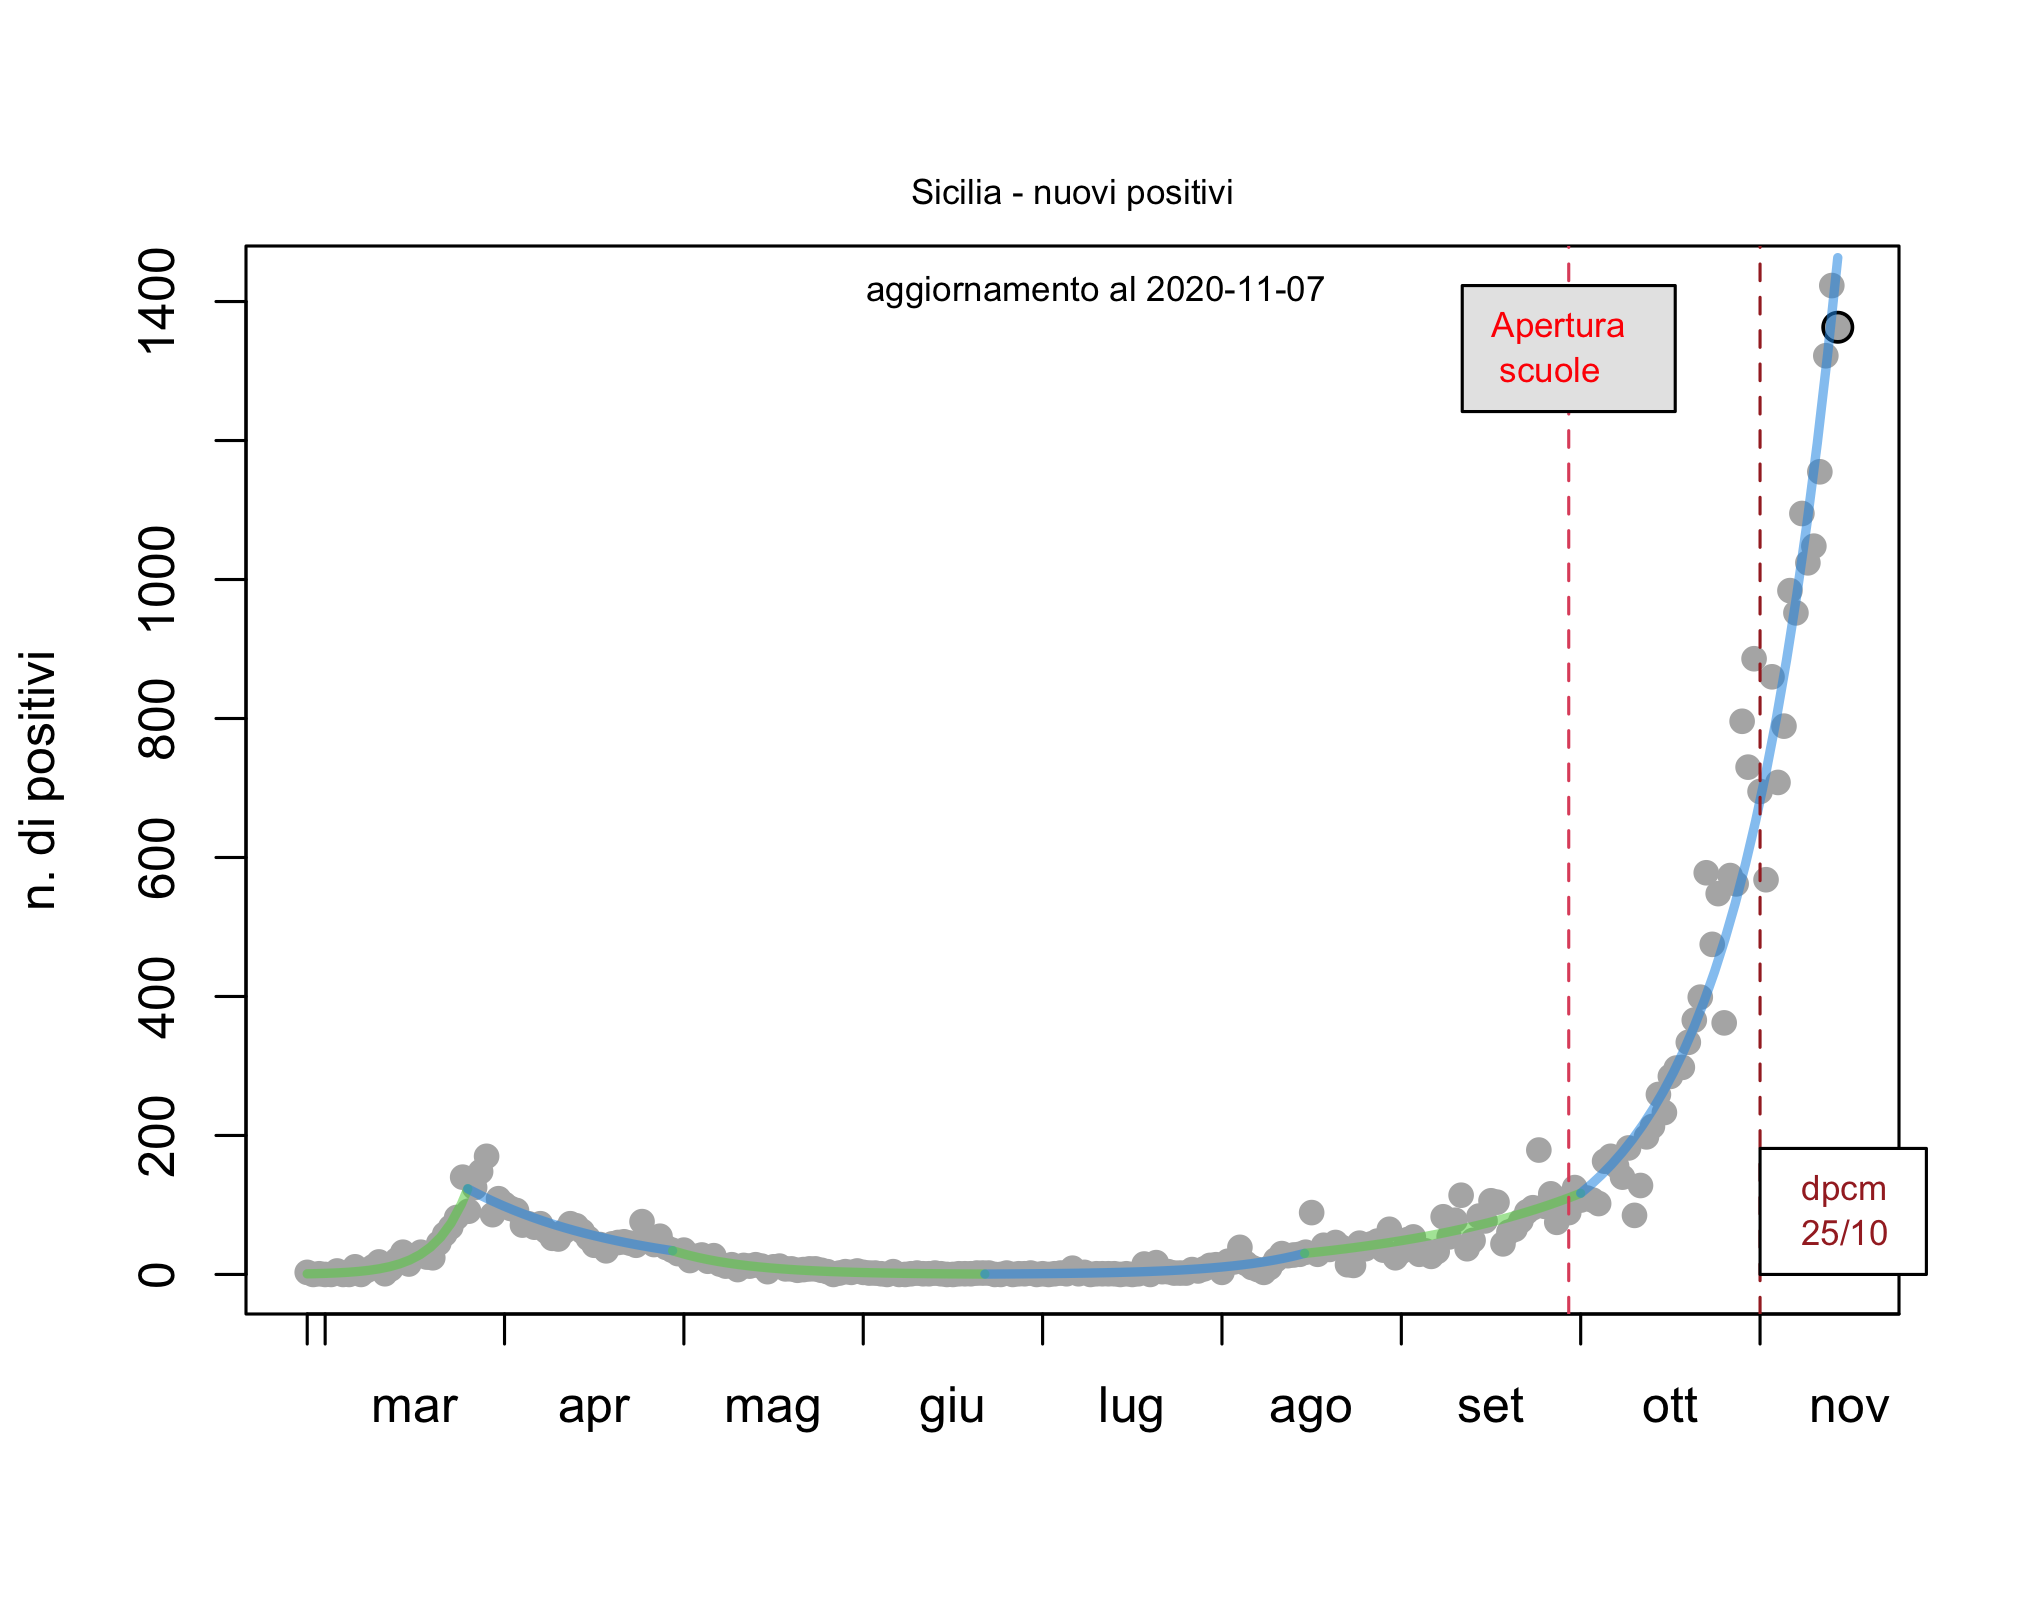 Sicilia - nuovi positivi
aggiornamento al 2020-11-07
Apertura
scuole
n. di positivi
1400
1000
800
600
400
200
0
dpcm
25/10
mar apr mag giu lug ago set ott nov